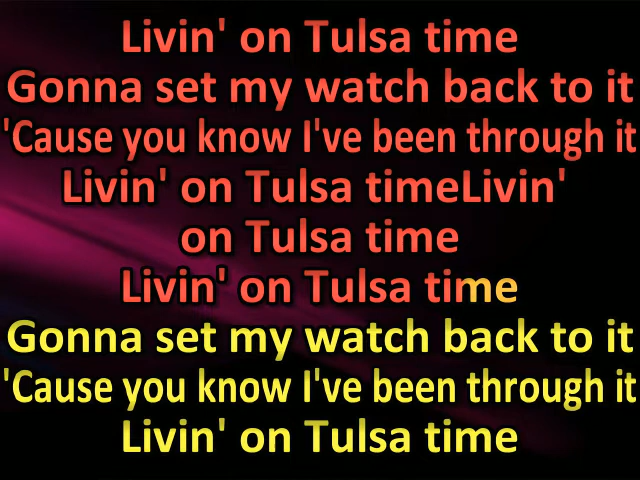 Livin' on Tulsa time
Gonna set my watch back to it
'Cause you know I've been through it
Livin' on Tulsa timeLivin'
on Tulsa time
Livin' on Tulsa time
Gonna set my watch back to it
'Cause you know I've been through it
Livin' on Tulsa time